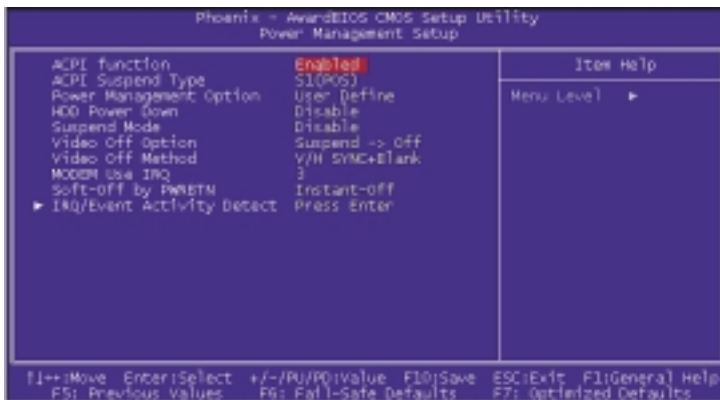 Phoenix - AwardBIOS CMOS Setup Utility
Power Management Setup
ACPI function Enabled
ACPI Suspend Type S1(POS)
Power Management Option User Define
HDD Power Down Disable
Suspend Mode Disable
Video Off Option Suspend -> Off
Video Off Method V/H SYNC+Blank
MODEM Use IRQ 3
Soft-Off by PWRBTN Instant-Off
► IRQ/Event Activity Detect Press Enter
Item Help
Menu Level ►
↑↓←→:Move Enter:Select +/-/PU/PD:Value F10:Save ESC:Exit F1:General Help
F5: Previous Values F6: Fail-Safe Defaults F7: Optimized Defaults